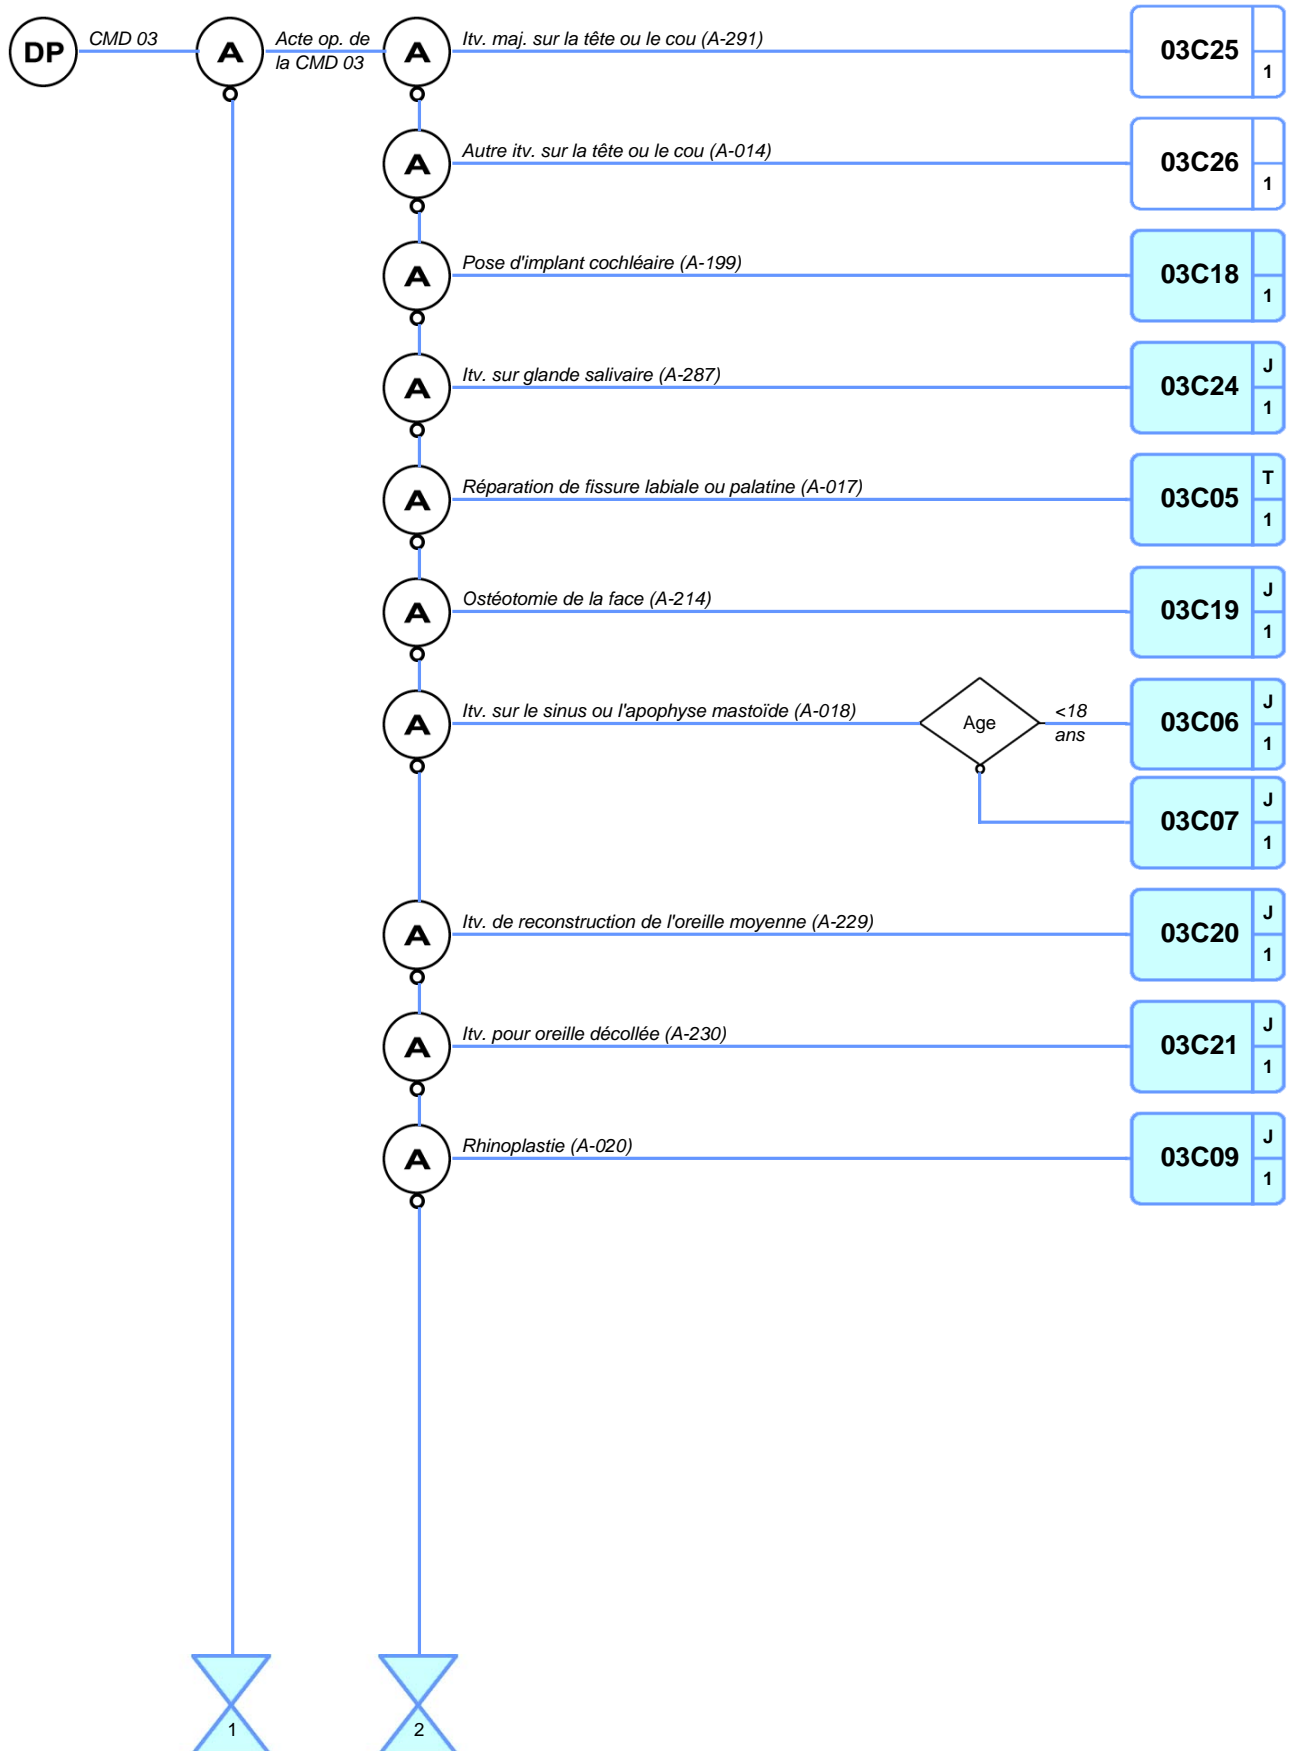 DP
CMD 03
A
Acte op. de
la CMD 03
A
Itv. maj. sur la tête ou le cou (A-291)
03C25
1
A
Autre itv. sur la tête ou le cou (A-014)
03C26
1
A
Pose d'implant cochléaire (A-199)
03C18
1
A
Itv. sur glande salivaire (A-287)
03C24
J
1
A
Réparation de fissure labiale ou palatine (A-017)
03C05
T
1
A
Ostéotomie de la face (A-214)
03C19
J
1
A
Itv. sur le sinus ou l'apophyse mastoïde (A-018)
Age
<18
ans
03C06
J
1
03C07
J
1
A
Itv. de reconstruction de l'oreille moyenne (A-229)
03C20
J
1
A
Itv. pour oreille décollée (A-230)
03C21
J
1
A
Rhinoplastie (A-020)
03C09
J
1
1
2